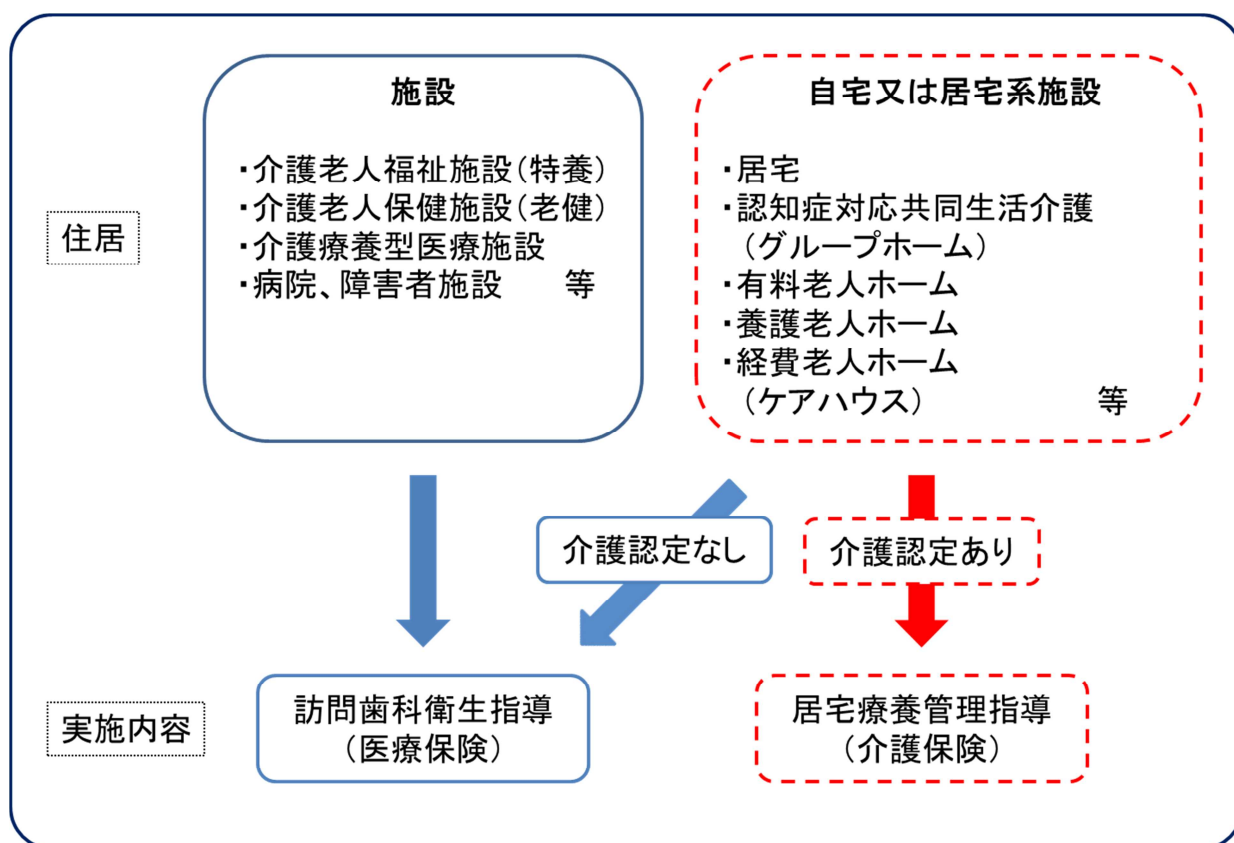 住居
施設
・介護老人福祉施設(特養)
・介護老人保健施設(老健)
・介護療養型医療施設
・病院、障害者施設　　等
自宅又は居宅系施設
・居宅
・認知症対応共同生活介護
(グループホーム)
・有料老人ホーム
・養護老人ホーム
・経費老人ホーム
(ケアハウス)　　　　　等
介護認定なし
介護認定あり
実施内容
訪問歯科衛生指導
(医療保険)
居宅療養管理指導
(介護保険)